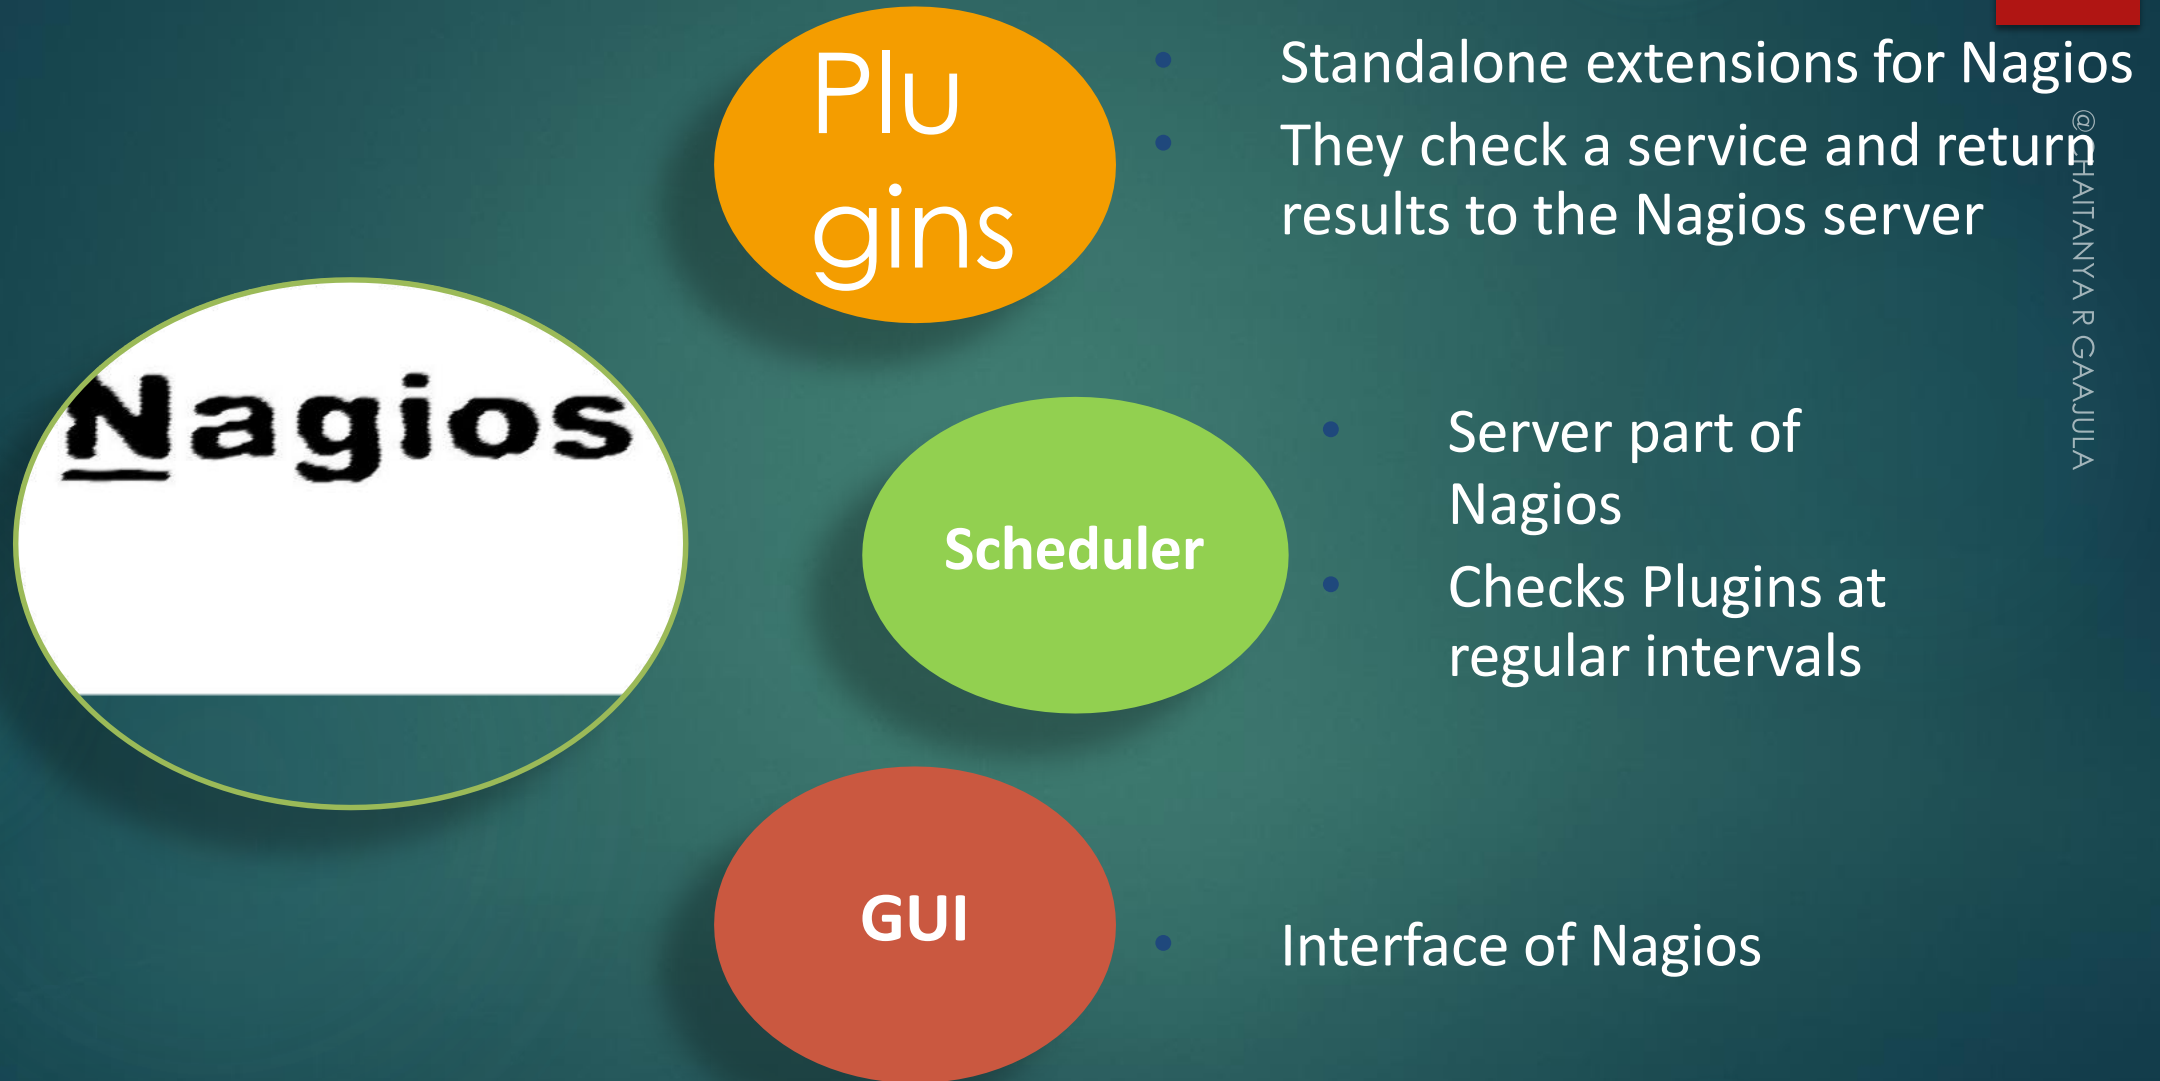 Plu
gins
Standalone extensions for Nagios
They check a service and return
results to the Nagios server
Nagios
Scheduler
Server part of
Nagios
Checks Plugins at
regular intervals
GUI
Interface of Nagios
@CHAITANYA R GAAJULA